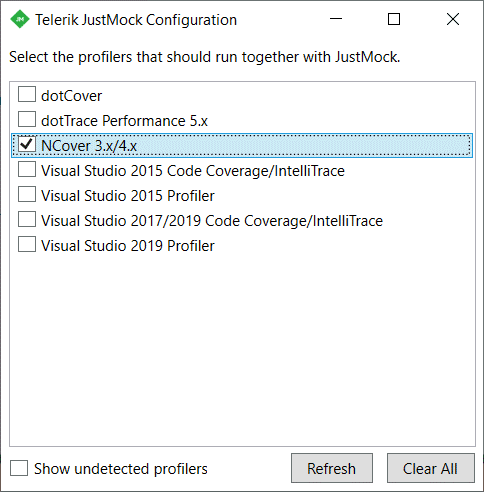 JM Telerik JustMock Configuration
Select the profilers that should run together with JustMock.
dotCover
dotTrace Performance 5.x
NCover 3.x/4.x
Visual Studio 2015 Code Coverage/IntelliTrace
Visual Studio 2015 Profiler
Visual Studio 2017/2019 Code Coverage/IntelliTrace
Visual Studio 2019 Profiler
Show undetected profilers Refresh Clear All